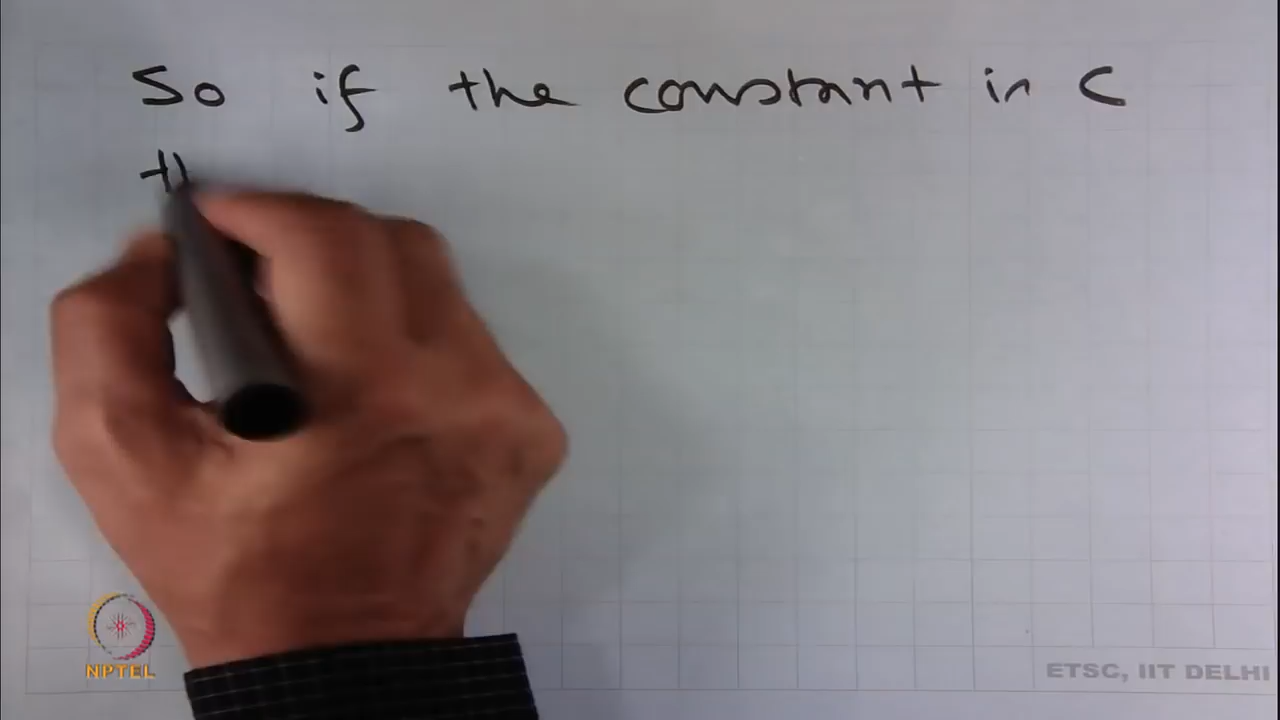 So if the constant in C
NPTEL
ETSC, IIT DELHI